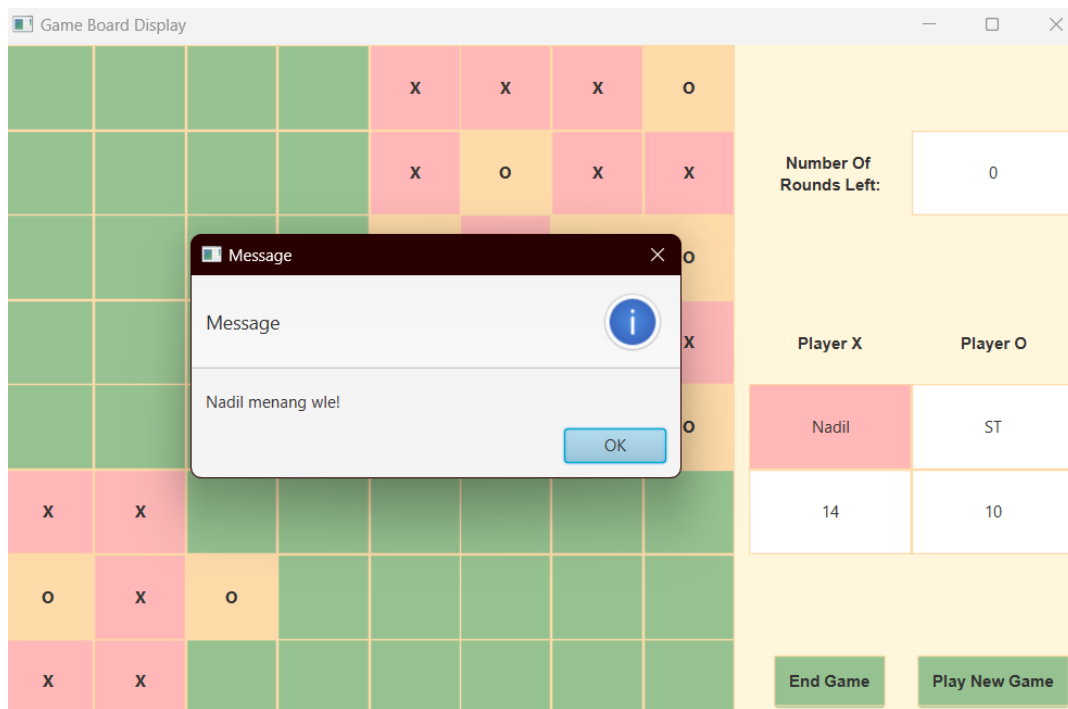 Game Board Display
X X X O
X O X X
Number Of
Rounds Left:
0
Message
O
Message
X
Player X Player O
Nadil menang wle!
OK
O
Nadil ST
X X
14 10
O X O
X X
End Game Play New Game